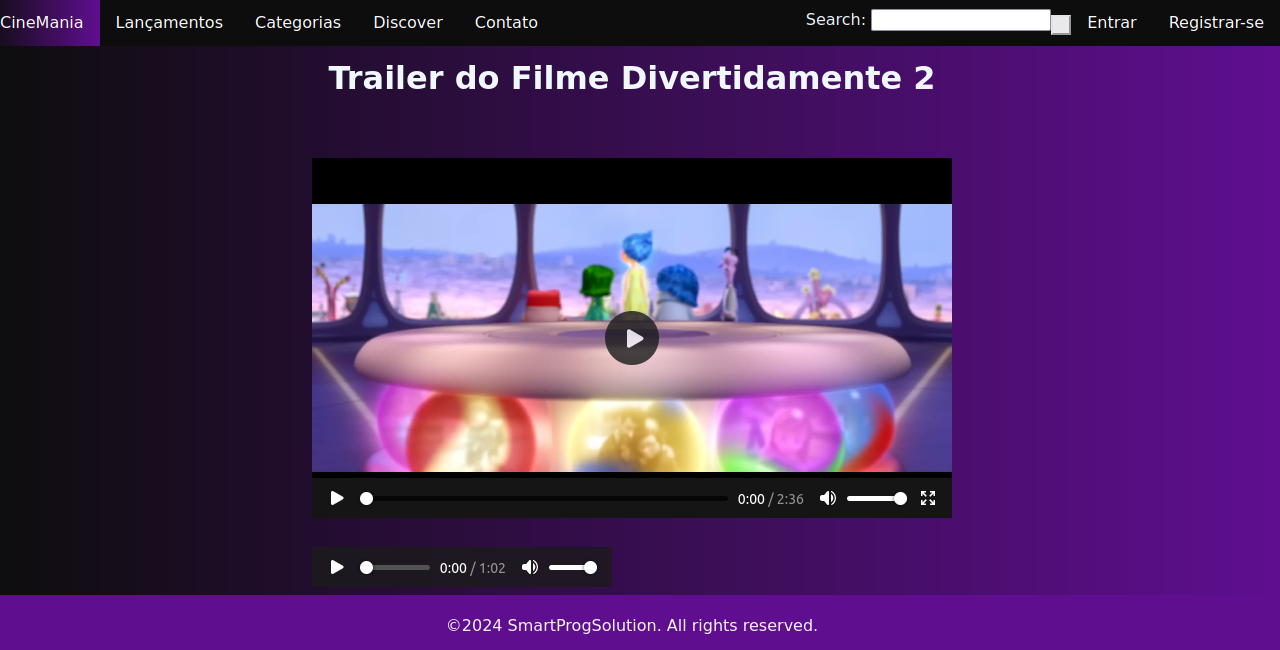 CineMania Lançamentos Categorias Discover Contato Search: Entrar Registrar-se
Trailer do Filme Divertidamente 2
0:00 / 2:36
0:00 / 1:02
©2024 SmartProgSolution. All rights reserved.